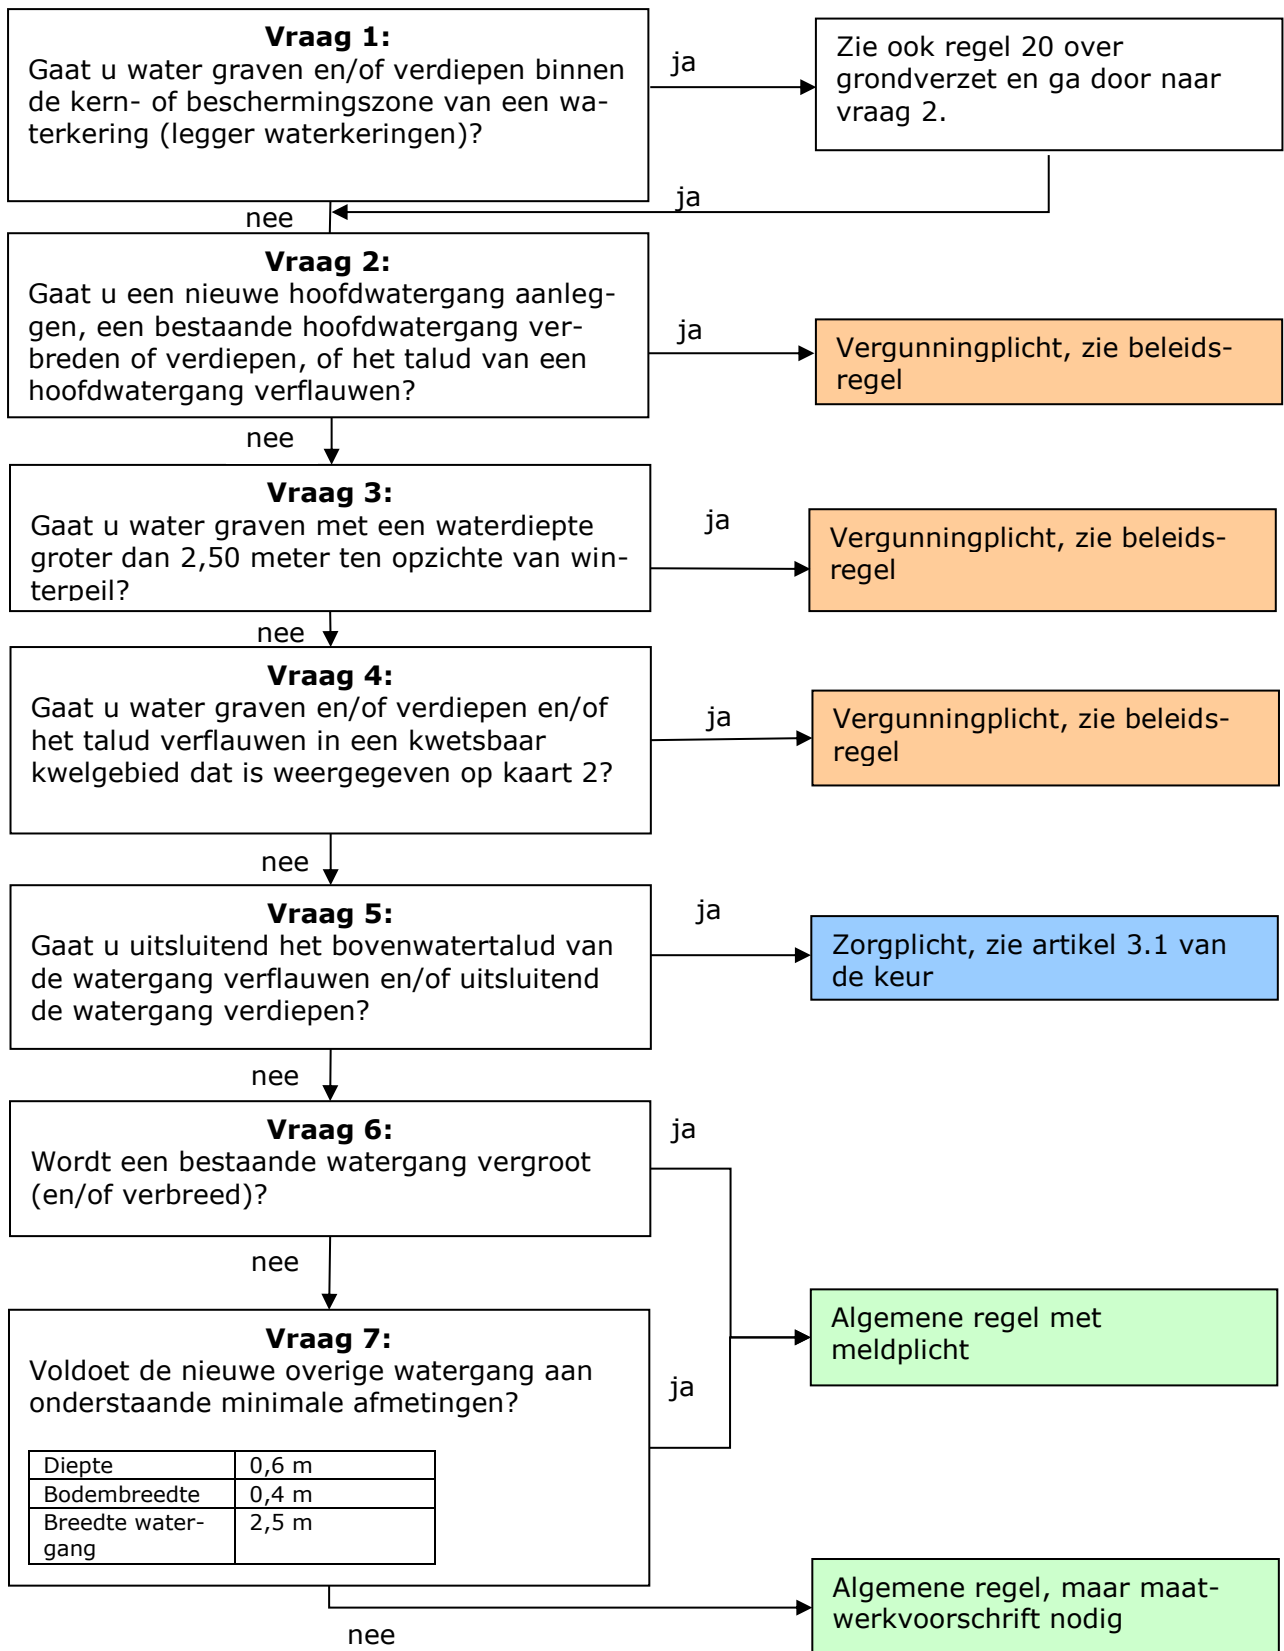 Vraag 1:
Gaat u water graven en/of verdiepen binnen
de kern- of beschermingszone van een wa-
terkering (legger waterkeringen)?
ja
Zie ook regel 20 over
grondverzet en ga door naar
vraag 2.
ja
nee
Vraag 2:
Gaat u een nieuwe hoofdwatergang aanleg-
gen, een bestaande hoofdwatergang ver-
breden of verdiepen, of het talud van een
hoofdwatergang verflauwen?
ja
Vergunningplicht, zie beleids-
regel
nee
Vraag 3:
Gaat u water graven met een waterdiepte
groter dan 2,50 meter ten opzichte van win-
terpeil?
ja
Vergunningplicht, zie beleids-
regel
nee
Vraag 4:
Gaat u water graven en/of verdiepen en/of
het talud verflauwen in een kwetsbaar
kwelgebied dat is weergegeven op kaart 2?
ja
Vergunningplicht, zie beleids-
regel
nee
Vraag 5:
Gaat u uitsluitend het bovenwatertalud van
de watergang verflauwen en/of uitsluitend
de watergang verdiepen?
ja
Zorgplicht, zie artikel 3.1 van
de keur
nee
Vraag 6:
Wordt een bestaande watergang vergroot
(en/of verbreed)?
ja
nee
Vraag 7:
Voldoet de nieuwe overige watergang aan
onderstaande minimale afmetingen?
Diepte 0,6 m
Bodembreedte 0,4 m
Breedte water- 2,5 m
gang
ja
Algemene regel met
meldplicht
nee
Algemene regel, maar maat-
werkvoorschrift nodig